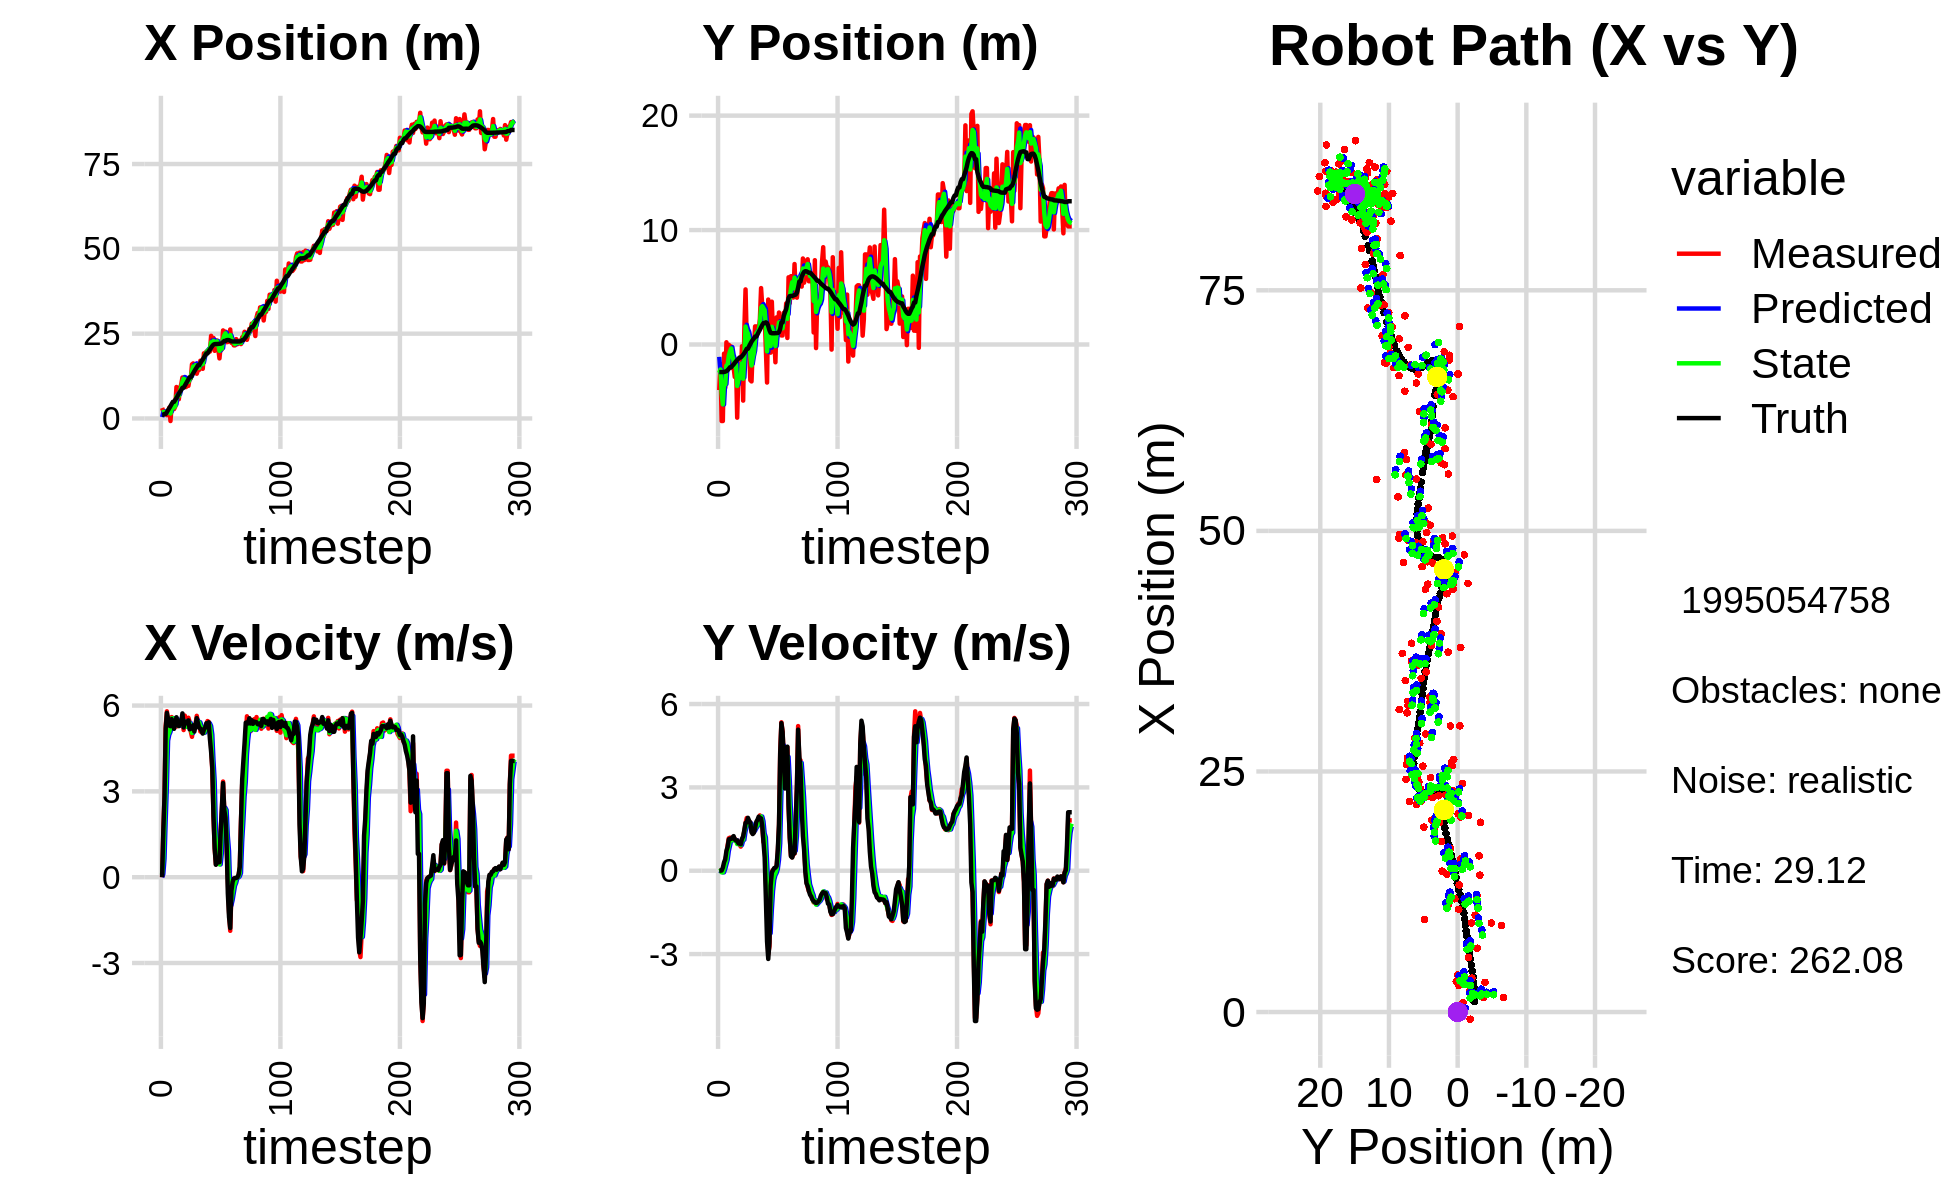 X Position (m)
75
50
25
0
0
100
200
300
timestep
Y Position (m)
20
10
0
0
100
200
300
timestep
X Velocity (m/s)
6
3
0
-3
0
100
200
300
timestep
Y Velocity (m/s)
6
3
0
-3
0
100
200
300
timestep
Robot Path (X vs Y)
X Position (m)
75
50
25
0
20 10 0 -10 -20
Y Position (m)
variable
Measured
Predicted
State
Truth
1995054758
Obstacles: none
Noise: realistic
Time: 29.12
Score: 262.08